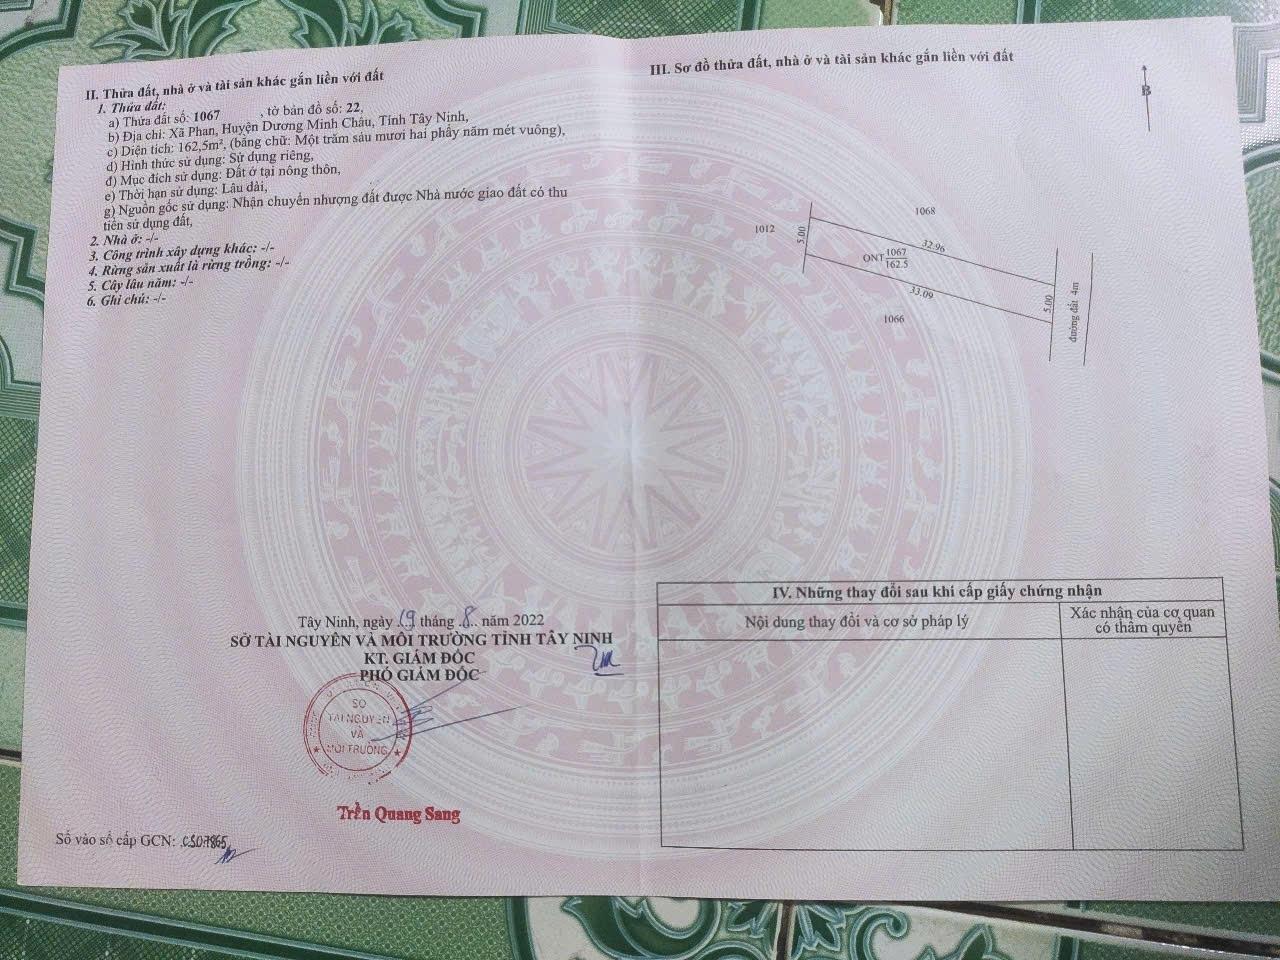 II. Thửa đất, nhà ở và tài sản khác gắn liền với đất
1. Thửa đất:
a) Thửa đất số: 1067 , tờ bản đồ số: 22,
b) Địa chỉ: Xã Phan, Huyện Dương Minh Châu, Tỉnh Tây Ninh,
c) Diện tích: 162,5m², (bằng chữ: Một trăm sáu mươi hai phẩy năm mét vuông),
d) Hình thức sử dụng: Sử dụng riêng,
đ) Mục đích sử dụng: Đất ở tại nông thôn,
e) Thời hạn sử dụng: Lâu dài,
g) Nguồn gốc sử dụng: Nhận chuyển nhượng đất được Nhà nước giao đất có thu
tiền sử dụng đất,
2. Nhà ở: -/-
3. Công trình xây dựng khác: -/-
4. Rừng sản xuất là rừng trồng: -/-
5. Cây lâu năm: -/-
6. Ghi chú: -/-
Tây Ninh, ngày 19 tháng 8 năm 2022
SỞ TÀI NGUYÊN VÀ MÔI TRƯỜNG TỈNH TÂY NINH
KT. GIÁM ĐỐC
PHÓ GIÁM ĐỐC
SỞ
TÀI NGUYÊN
VÀ
MÔI TRƯỜNG
Trần Quang Sang
Số vào sổ cấp GCN: CS07865
III. Sơ đồ thửa đất, nhà ở và tài sản khác gắn liền với đất
B
1068
1012
5.00
32.96
ONT 1067
162.5
33.09
5.00
đường đất 4m
1066
IV. Những thay đổi sau khi cấp giấy chứng nhận
Nội dung thay đổi và cơ sở pháp lý
Xác nhận của cơ quan
có thẩm quyền